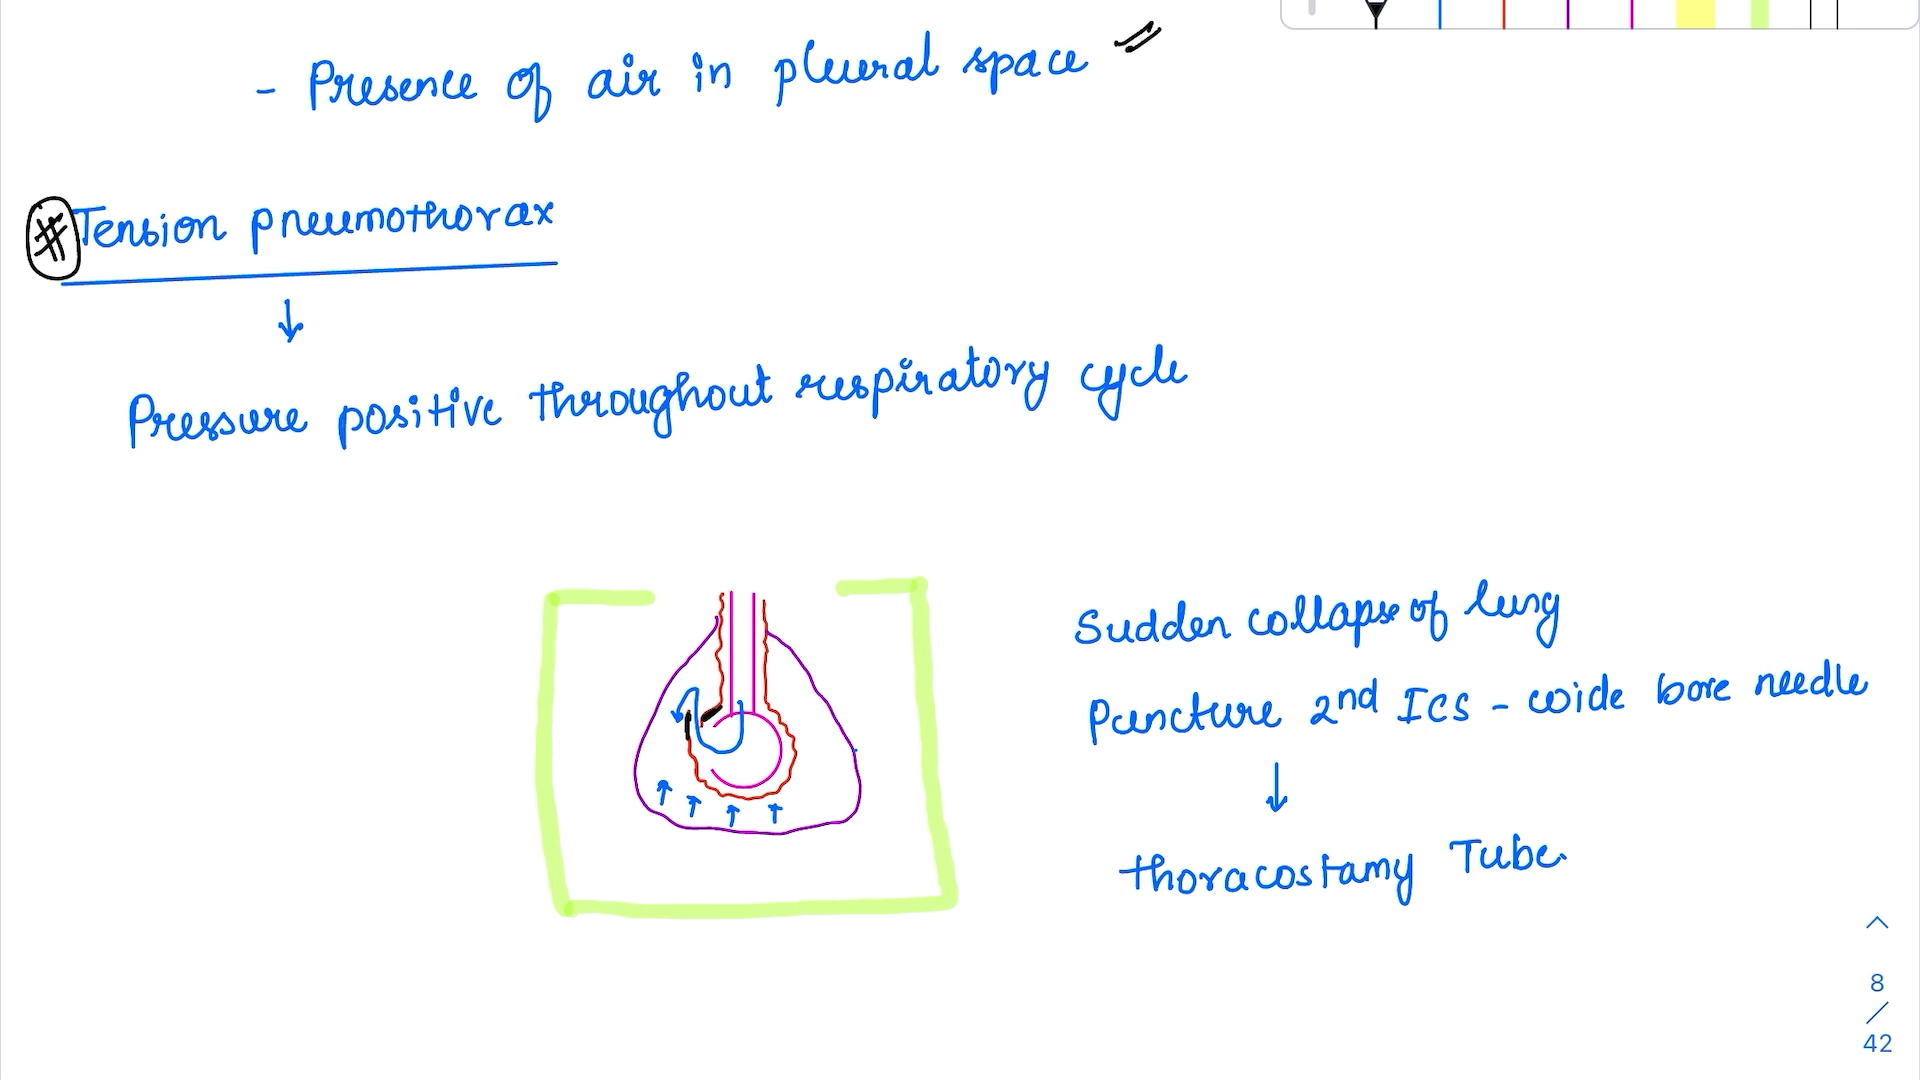 - Presence of air in pleural space
# Tension pneumothorax
↓
Pressure positive throughout respiratory cycle
Sudden collapse of lung
Puncture 2nd ICS - wide bore needle
↓
thoracostamy Tube.
8
/
42